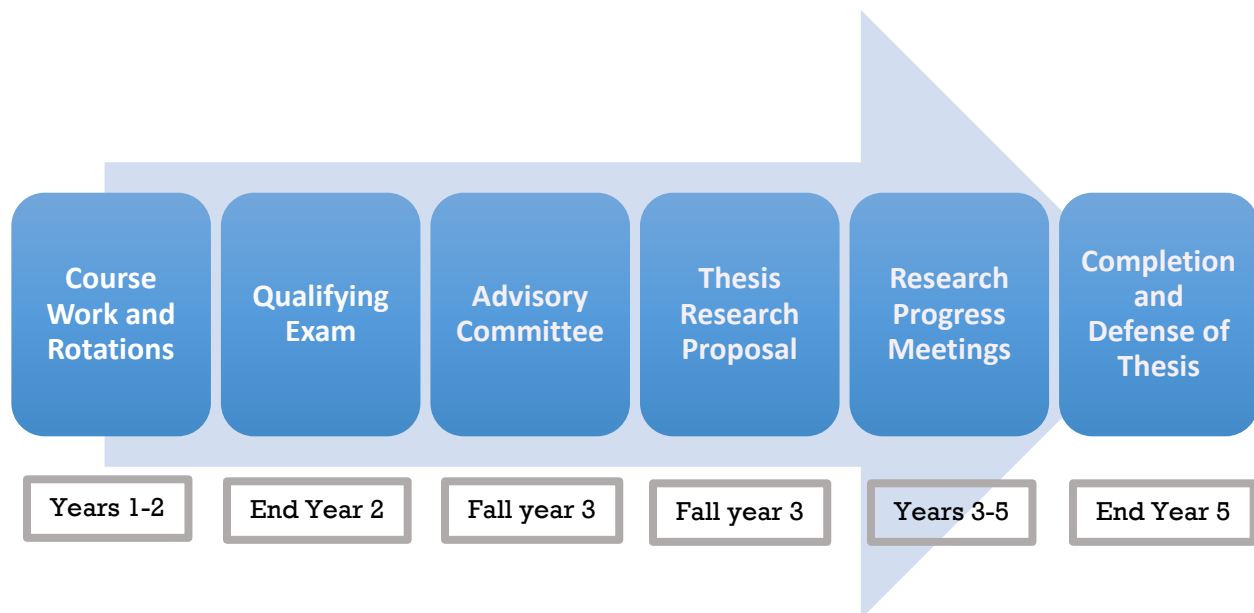 Course
Work and
Rotations
Qualifying
Exam
Advisory
Committee
Thesis
Research
Proposal
Research
Progress
Meetings
Completion
and
Defense of
Thesis
Years 1-2
End Year 2
Fall year 3
Fall year 3
Years 3-5
End Year 5